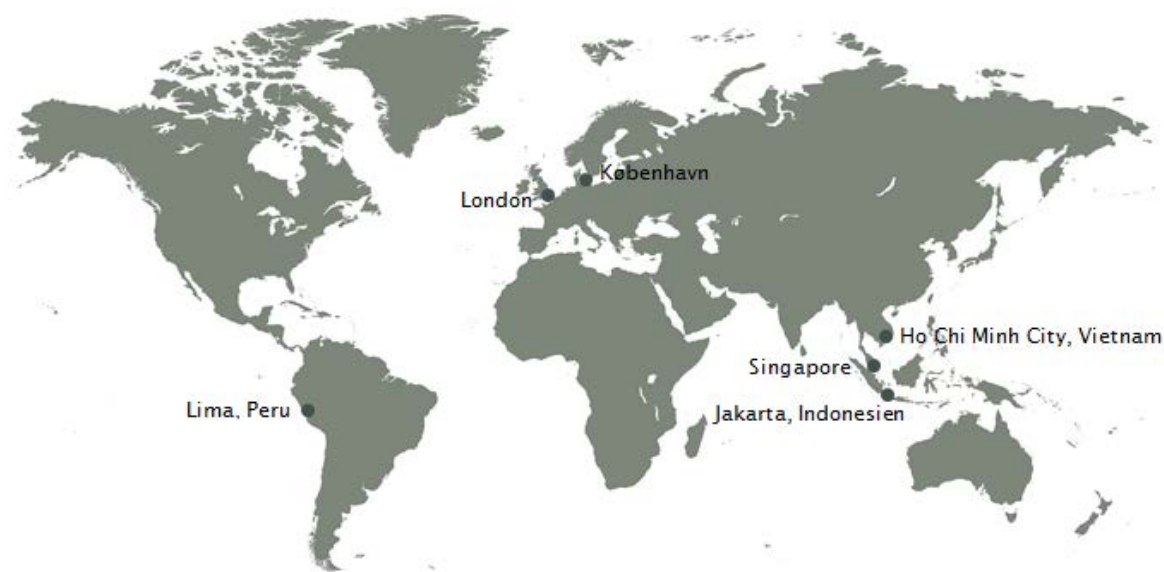 København
London
Ho Chi Minh City, Vietnam
Singapore
Lima, Peru
Jakarta, Indonesien